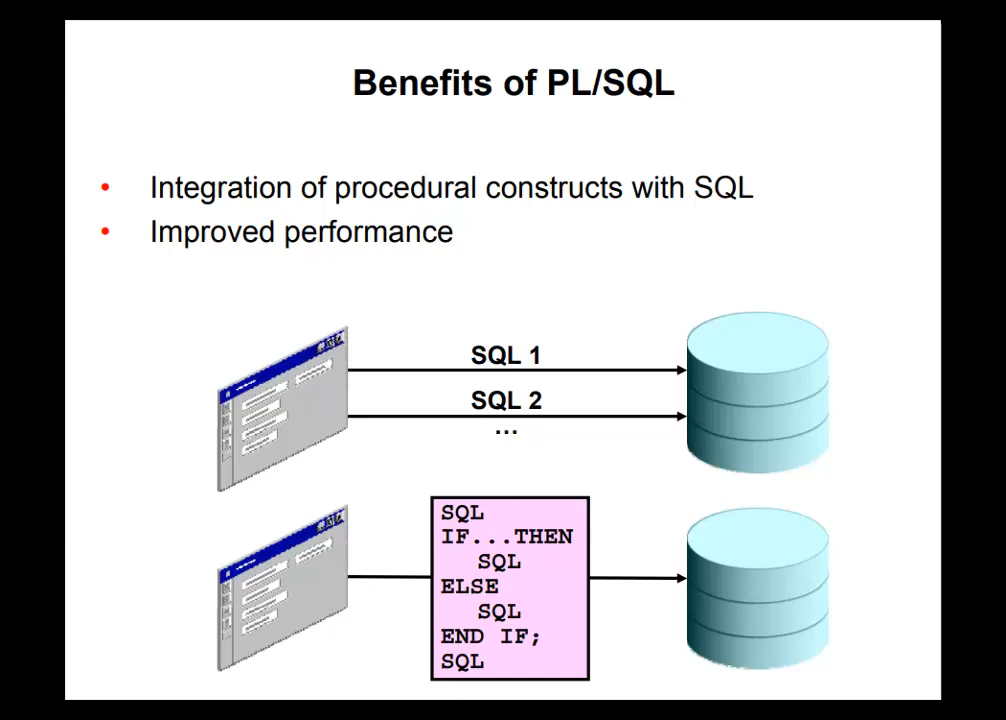 Benefits of PL/SQL
• Integration of procedural constructs with SQL
• Improved performance
SQL 1
SQL 2
...
SQL
IF...THEN
SQL
ELSE
SQL
END IF;
SQL